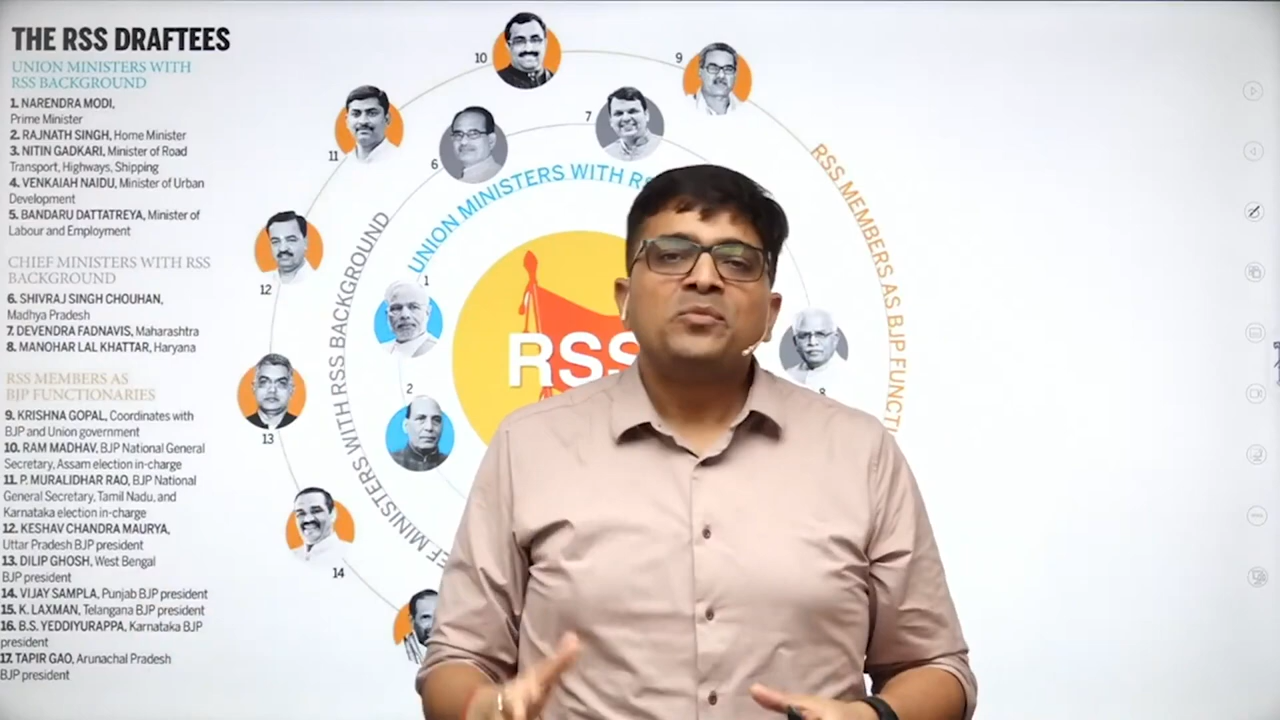 THE RSS DRAFTEES
UNION MINISTERS WITH
RSS BACKGROUND
1. NARENDRA MODI,
Prime Minister
2. RAJNATH SINGH, Home Minister
3. NITIN GADKARI, Minister of Road
Transport, Highways, Shipping
4. VENKAIAH NAIDU, Minister of Urban
Development
5. BANDARU DATTATREYA, Minister of
Labour and Employment
CHIEF MINISTERS WITH RSS
BACKGROUND
6. SHIVRAJ SINGH CHOUHAN,
Madhya Pradesh
7. DEVENDRA FADNAVIS, Maharashtra
8. MANOHAR LAL KHATTAR, Haryana
RSS MEMBERS AS
BJP FUNCTIONARIES
9. KRISHNA GOPAL, Coordinates with
BJP and Union government
10. RAM MADHAV, BJP National General
Secretary, Assam election in-charge
11. P. MURALIDHAR RAO, BJP National
General Secretary, Tamil Nadu, and
Karnataka election in-charge
12. KESHAV CHANDRA MAURYA,
Uttar Pradesh BJP president
13. DILIP GHOSH, West Bengal
BJP president
14. VIJAY SAMPLA, Punjab BJP president
15. K. LAXMAN, Telangana BJP president
16. B.S. YEDDIYURAPPA, Karnataka BJP
president
17. TAPIR GAO, Arunachal Pradesh
BJP president
10
9
7
11
6
UNION MINISTERS WITH RS
RSS MEMBERS AS BJP FUNCTI
EF MINISTERS WITH RSS BACKGROUND
12
1
RSS
2
8
13
14